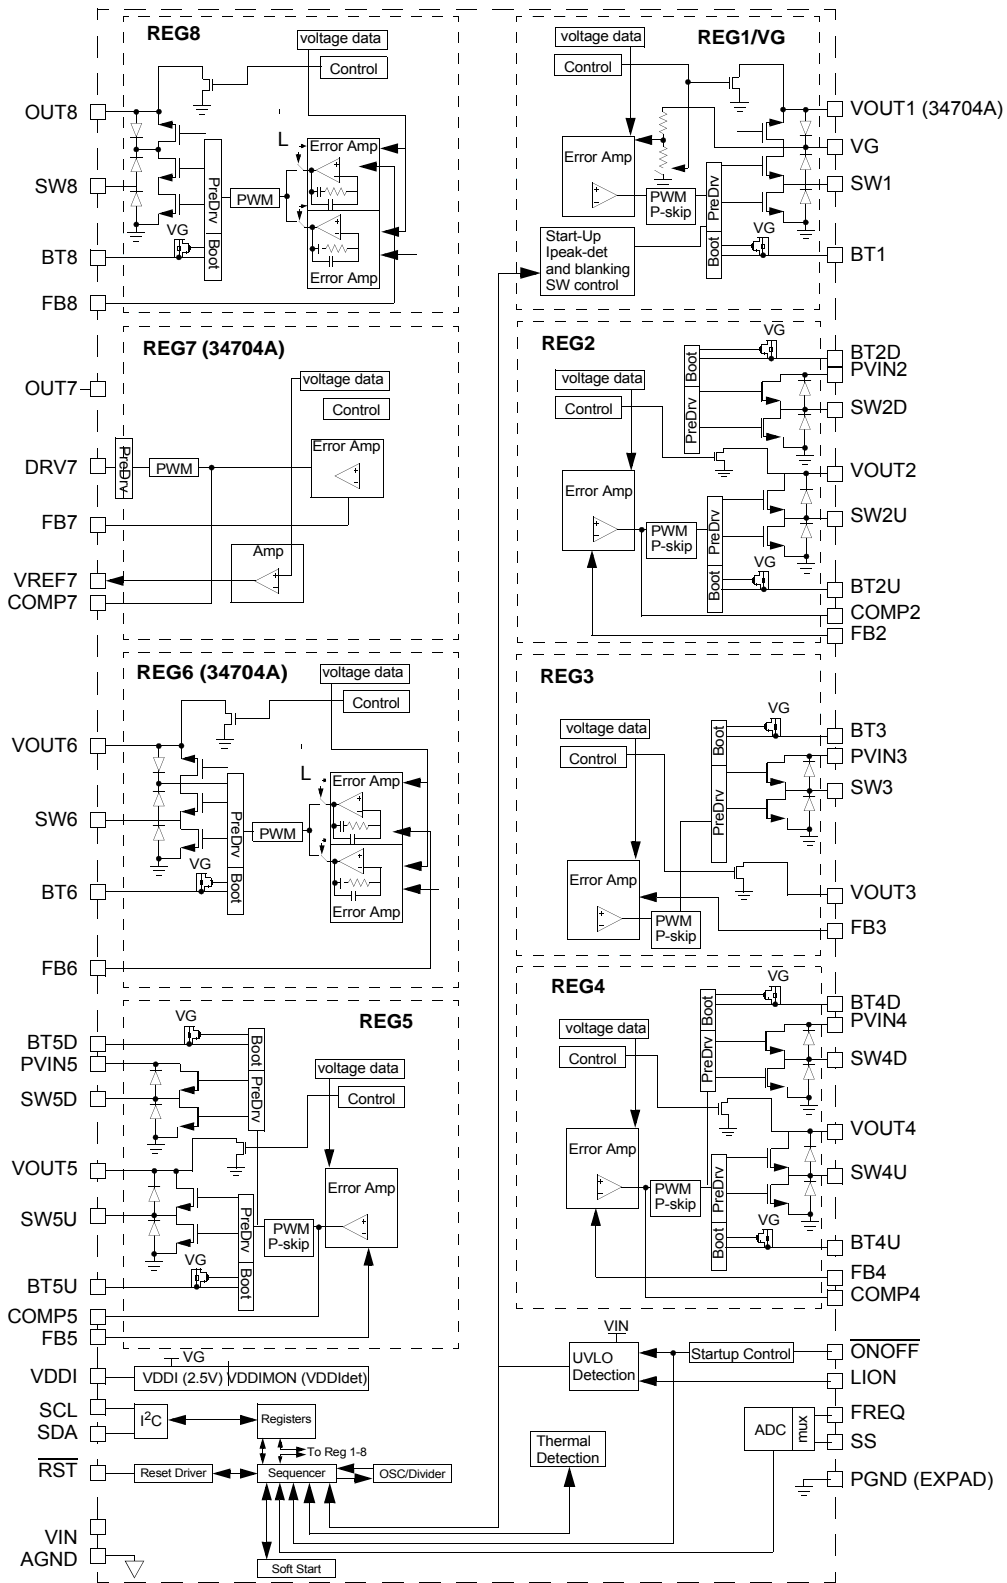 REG8
voltage data
Control
OUT8
SW8
BT8
FB8
L
Error Amp
Error Amp
PWM
PreDrv
Boot
VG
REG7 (34704A)
voltage data
Control
OUT7
DRV7
FB7
VREF7
COMP7
PreDrv
PWM
Error Amp
Amp
REG6 (34704A)
voltage data
Control
VOUT6
SW6
BT6
FB6
L
Error Amp
Error Amp
PWM
PreDrv
Boot
VG
REG5
VG
BT5D
PVIN5
SW5D
VOUT5
SW5U
BT5U
COMP5
FB5
Boot
PreDrv
voltage data
Control
Error Amp
PWM
P-skip
PreDrv
Boot
VG
VDDI
VG
VDDI (2.5V)
VDDIMON (VDDIdet)
SCL
SDA
I2C
Registers
To Reg 1-8
RST
Reset Driver
Sequencer
OSC/Divider
VIN
AGND
Soft Start
REG1/VG
voltage data
Control
VOUT1 (34704A)
VG
SW1
BT1
Error Amp
PWM
P-skip
PreDrv
Boot
VG
Start-Up
Ipeak-det
and blanking
SW control
REG2
voltage data
Control
VG
Boot
PreDrv
BT2D
PVIN2
SW2D
VOUT2
SW2U
BT2U
COMP2
FB2
Error Amp
PWM
P-skip
PreDrv
Boot
VG
REG3
voltage data
Control
VG
Boot
PreDrv
BT3
PVIN3
SW3
VOUT3
FB3
Error Amp
PWM
P-skip
REG4
voltage data
Control
VG
Boot
PreDrv
BT4D
PVIN4
SW4D
VOUT4
SW4U
BT4U
FB4
COMP4
Error Amp
PWM
P-skip
PreDrv
Boot
VG
VIN
UVLO
Detection
Startup Control
ONOFF
LION
Thermal
Detection
ADC
mux
FREQ
SS
PGND (EXPAD)